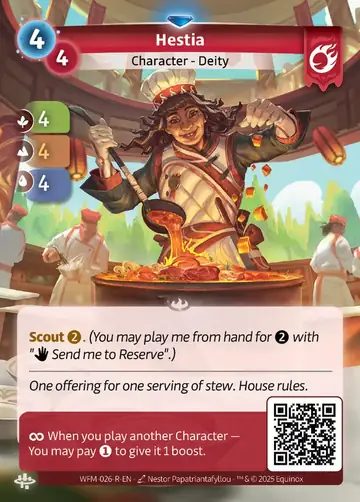 4
4
Hestia
Character - Deity
4
4
4
Scout 2. (You may play me from hand for 2 with
" Send me to Reserve".)
One offering for one serving of stew. House rules.
∞ When you play another Character —
You may pay 1 to give it 1 boost.
WFM-026-R-EN - Nestor Papatriantafyllou - ™ & © 2025 Equinox